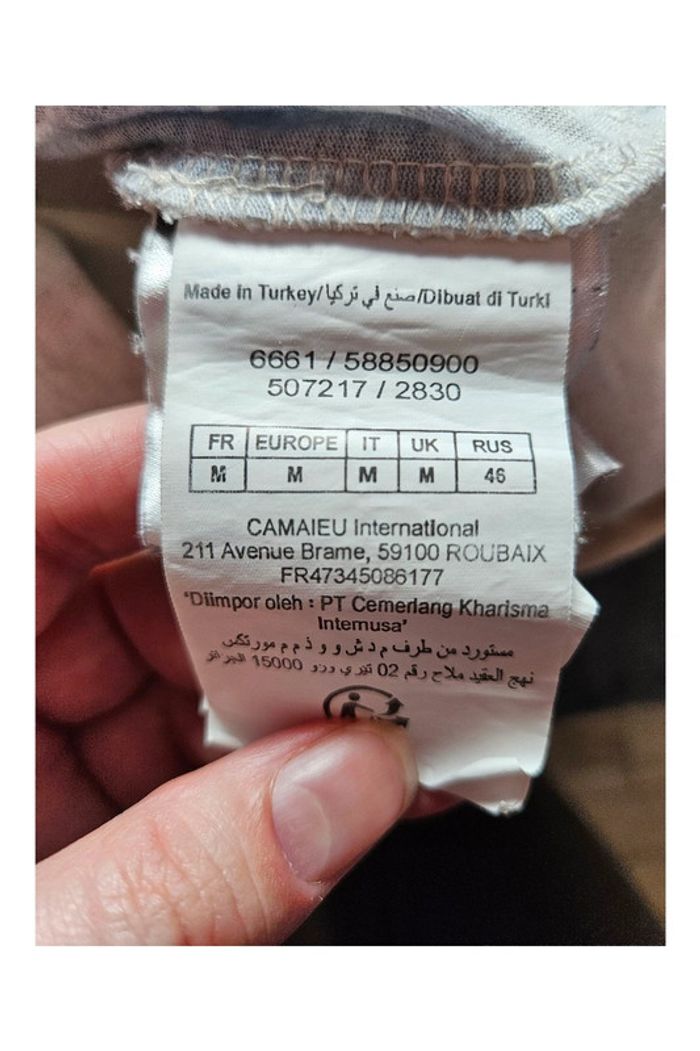 Made in Turkey/صنع في تركيا/Dibuat di Turki
6661 / 58850900
507217 / 2830
FR EUROPE IT UK RUS
M M M M 46
CAMAIEU International
211 Avenue Brame, 59100 ROUBAIX
FR47345086177
'Diimpor oleh : PT Cemerlang Kharisma
Internusa'
مستورد من طرف م د ش و و ذ م م مورتكس
نهج العقيد ملاح رقم 02 تيزي وزو 15000 الجزائر